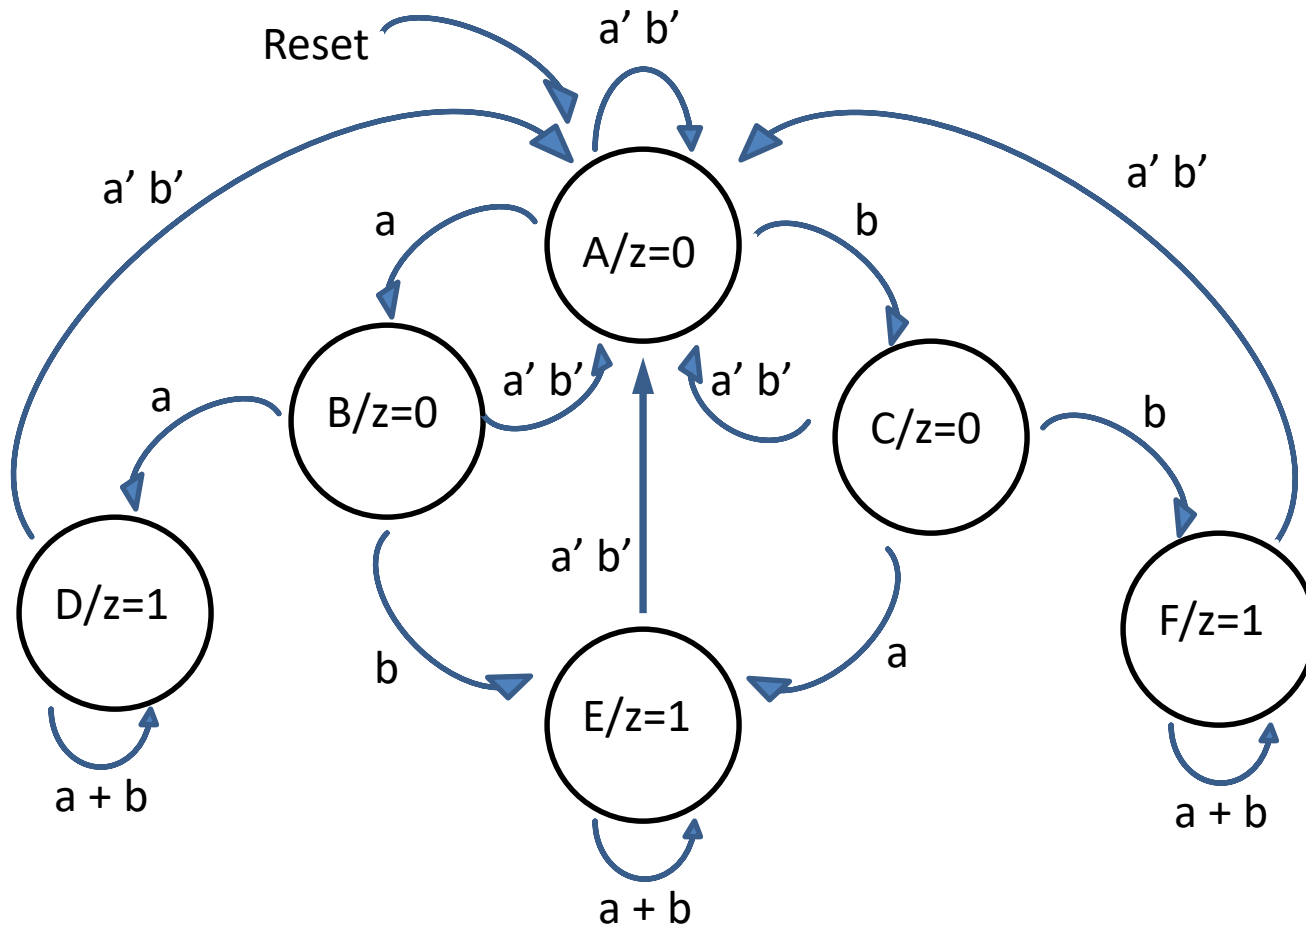 Reset
a’ b’
a’ b’
a’ b’
a
b
A/z=0
a
B/z=0
a’ b’
a’ b’
C/z=0
b
a’ b’
D/z=1
b
a
F/z=1
E/z=1
a + b
a + b
a + b